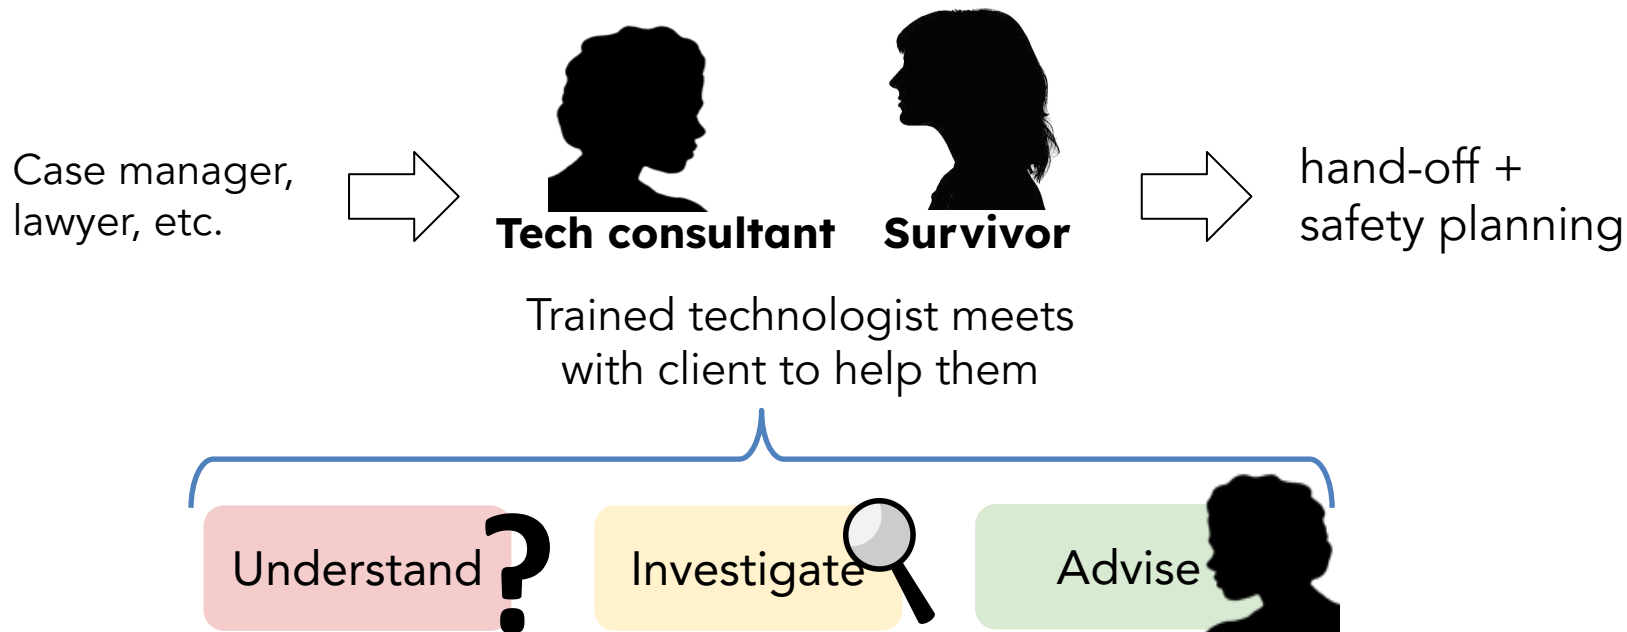 Case manager,
lawyer, etc.
Tech consultant
Survivor
hand-off +
safety planning
Trained technologist meets
with client to help them
Understand
?
Investigate
Advise